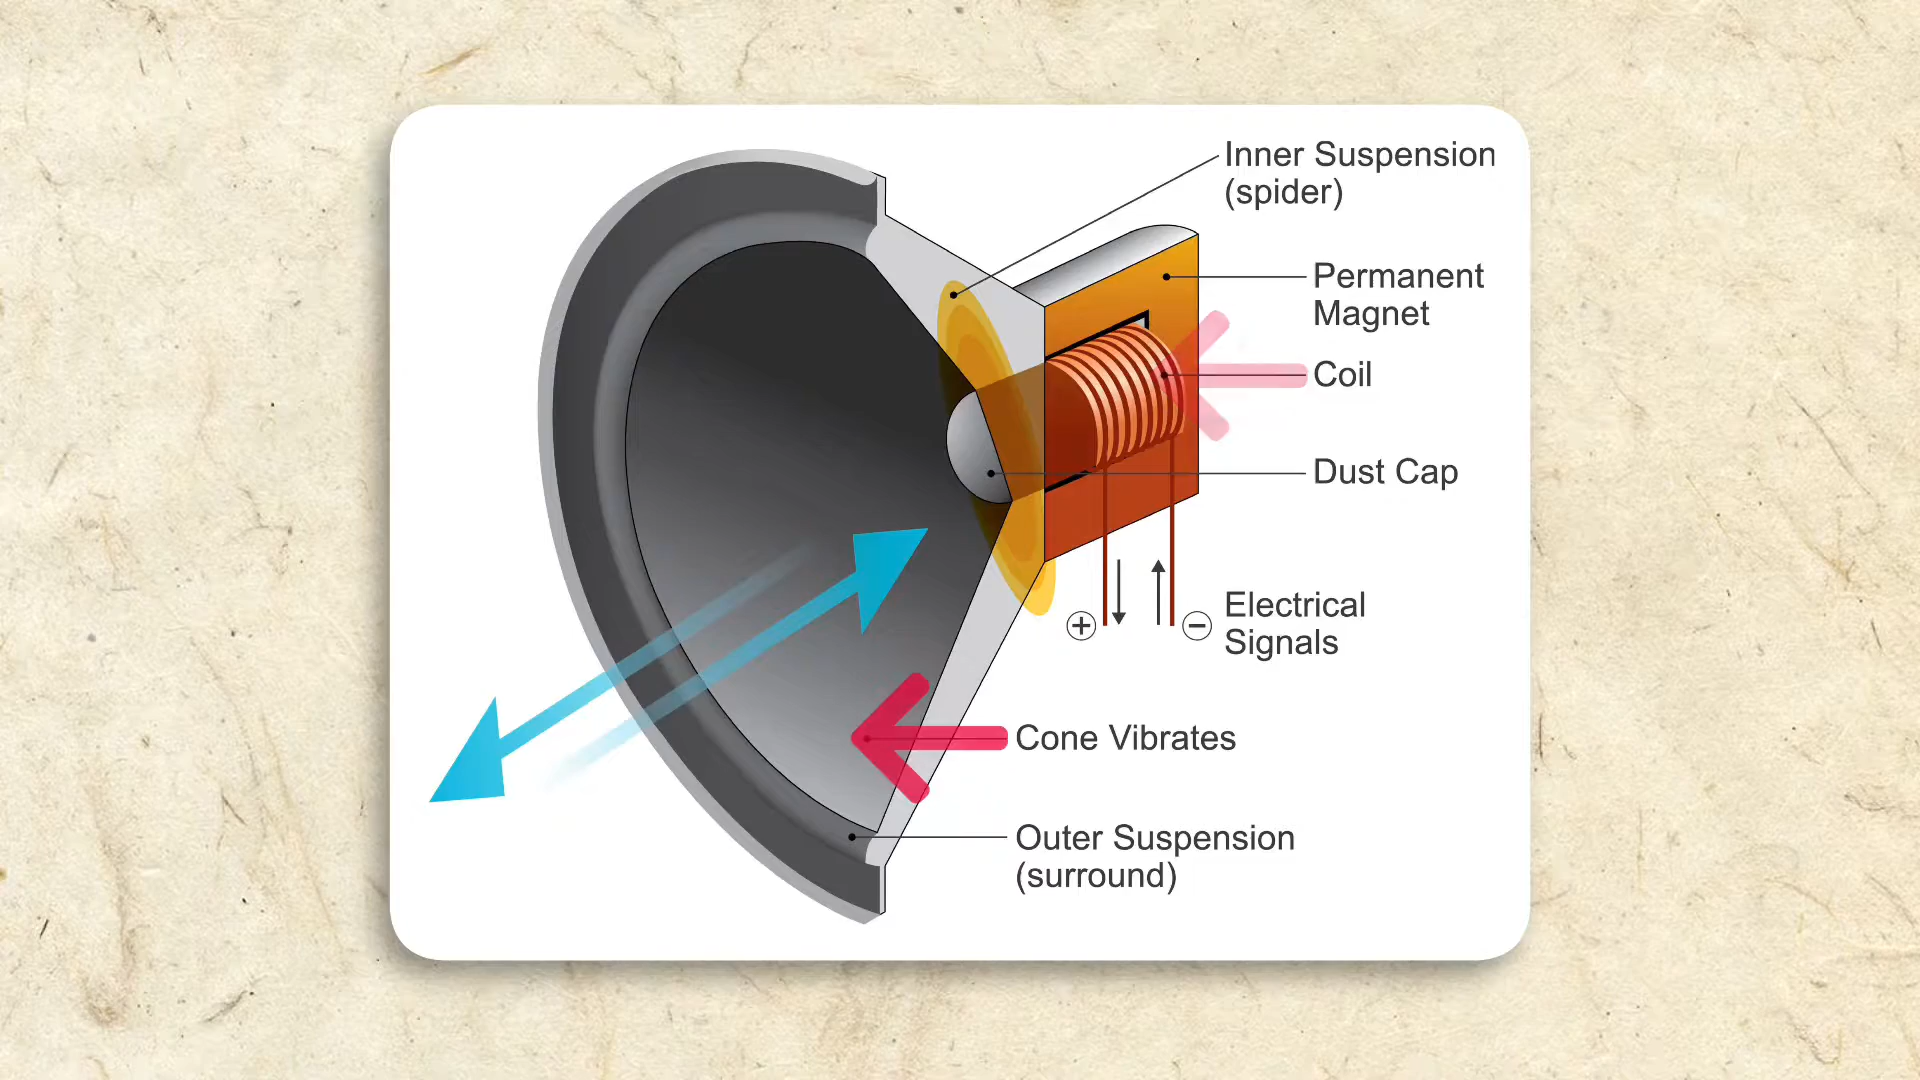 Inner Suspension
(spider)
Permanent
Magnet
Coil
Dust Cap
+
−
Electrical
Signals
Cone Vibrates
Outer Suspension
(surround)